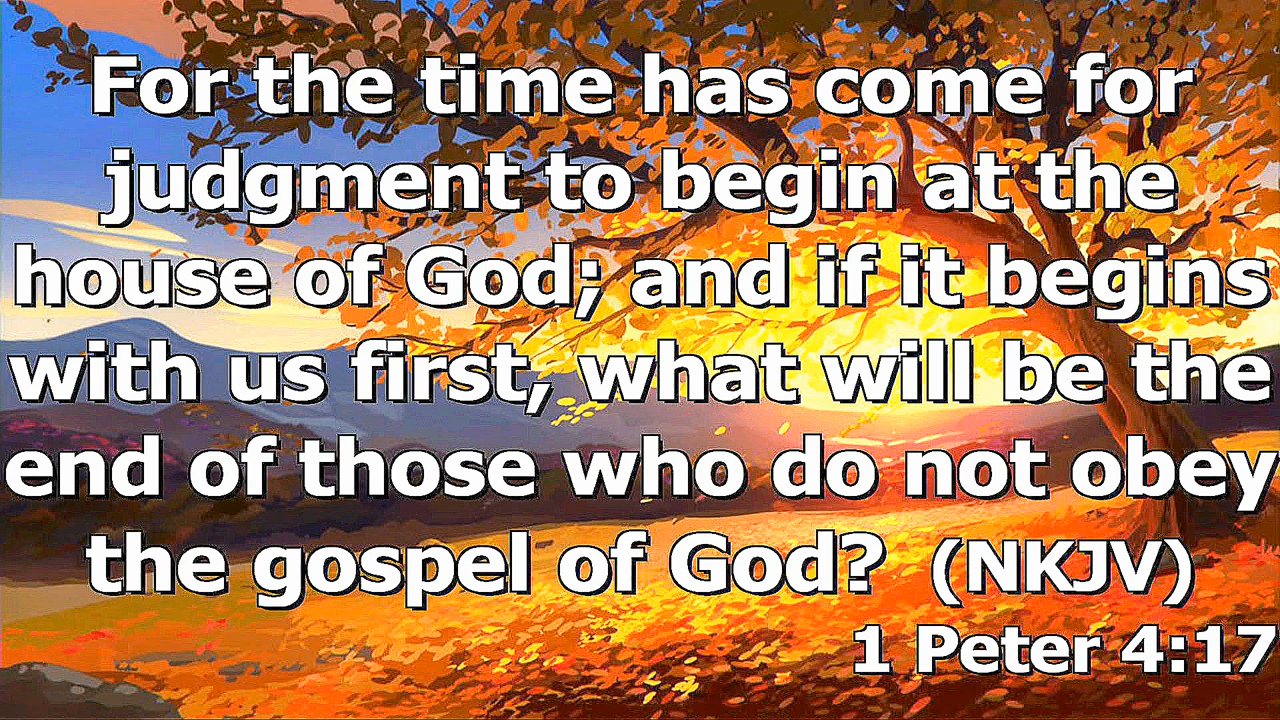 For the time has come for
judgment to begin at the
house of God; and if it begins
with us first, what will be the
end of those who do not obey
the gospel of God?  (NKJV)
1 Peter 4:17